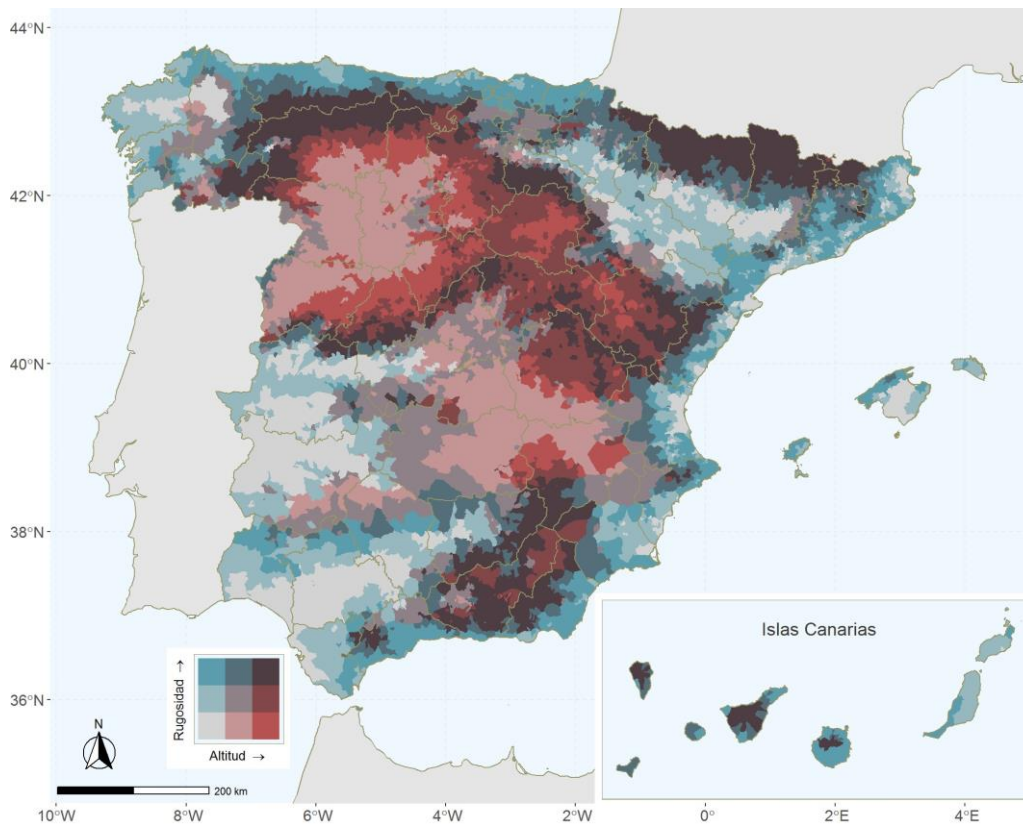 44°N
42°N
40°N
38°N
36°N
Islas Canarias
Rugosidad →
Altitud →
N
200 km
10°W 8°W 6°W 4°W 2°W 0° 2°E 4°E